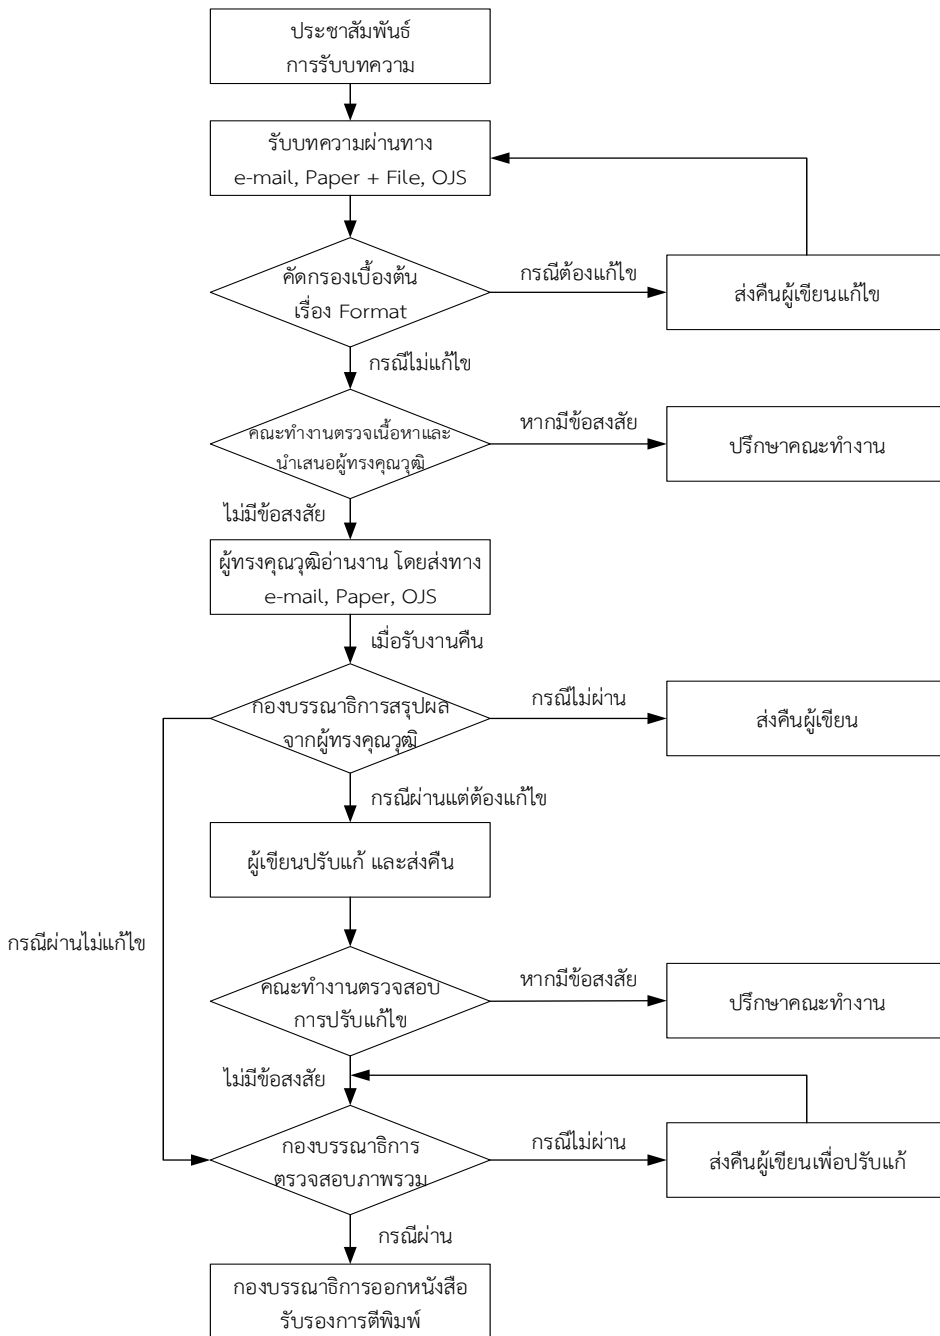 ประชาสัมพันธ์
การรับบทความ
รับบทความผ่านทาง
e-mail, Paper + File, OJS
คัดกรองเบื้องต้น
เรื่อง Format
กรณีต้องแก้ไข
ส่งคืนผู้เขียนแก้ไข
กรณีไม่แก้ไข
คณะทำงานตรวจเนื้อหาและ
นำเสนอผู้ทรงคุณวุฒิ
หากมีข้อสงสัย
ปรึกษาคณะทำงาน
ไม่มีข้อสงสัย
ผู้ทรงคุณวุฒิอ่านงาน โดยส่งทาง
e-mail, Paper, OJS
เมื่อรับงานคืน
กองบรรณาธิการสรุปผล
จากผู้ทรงคุณวุฒิ
กรณีไม่ผ่าน
ส่งคืนผู้เขียน
กรณีผ่านแต่ต้องแก้ไข
ผู้เขียนปรับแก้ และส่งคืน
กรณีผ่านไม่แก้ไข
คณะทำงานตรวจสอบ
การปรับแก้ไข
หากมีข้อสงสัย
ปรึกษาคณะทำงาน
ไม่มีข้อสงสัย
กองบรรณาธิการ
ตรวจสอบภาพรวม
กรณีไม่ผ่าน
ส่งคืนผู้เขียนเพื่อปรับแก้
กรณีผ่าน
กองบรรณาธิการออกหนังสือ
รับรองการตีพิมพ์